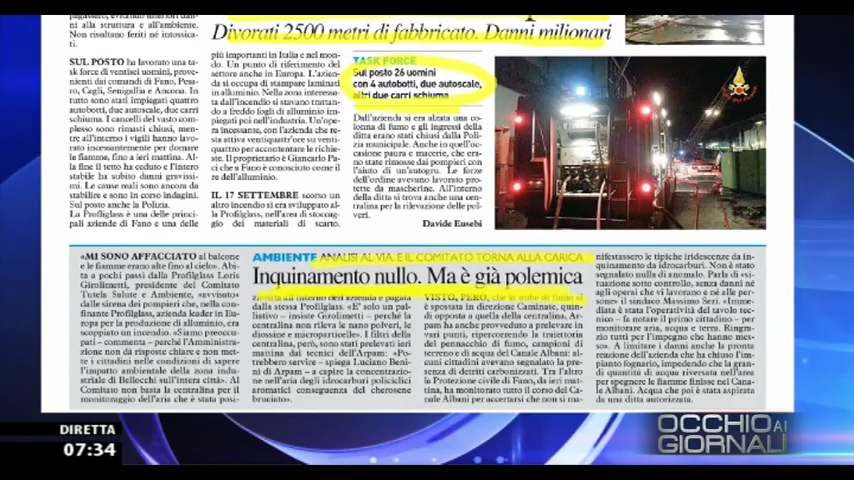 Divorati 2500 metri di fabbricato. Danni milionari
alla struttura e all'ambiente.
Non risultano feriti né intossica-
ti.
SUL POSTO ha lavorato una ta-
sk force di ventisei uomini, prove-
nienti dai comandi di Fano, Pesa-
ro, Cagli, Senigallia e Ancona. In
tutto sono stati impiegati quattro
autobotti, due autoscale, due carri
schiuma. I cancelli del vasto com-
plesso sono rimasti chiusi, mentre
all'interno i vigili hanno lavo-
rato incessantemente per domare
le fiamme, fino a ieri mattina. Al-
la fine il tetto ha ceduto e l'intero
stabile ha subito danni gravissi-
mi. Le cause reali sono ancora da
stabilire e sono in corso indagini.
Sul posto anche la Polizia.
La Profilglass è una delle princi-
pali aziende di Fano e una delle
più importanti in Italia e nel mon-
do. Un punto di riferimento del
settore anche in Europa. L'azien-
da si occupa di stampare laminati
in alluminio. Nella zona interessa-
ta dall'incendio si stavano trattan-
do a freddo fogli di alluminio im-
piegati poi nell'industria. Un'ope-
ra incessante, con l'azienda che re-
sta attiva ventiquattr'ore su venti
quattro per accontentare le richie-
ste. Il proprietario è Giancarlo Pa-
ci che a Fano è conosciuto come il
re dell'alluminio.
IL 17 SETTEMBRE scorso un
altro incendio si era sviluppato al-
la Profilglass, nell'area di stoccag-
gio dei materiali di scarto.
TASK FORCE
Sul posto 26 uomini
con 4 autobotti, due autoscale,
altri due carri schiuma
Dall'azienda si era alzata una co-
lonna di fumo e gli ingressi della
ditta erano stati chiusi dalla Poli-
zia municipale. Anche in quell'oc-
casione paura e macerie, che era-
no state rimosse dai pompieri con
l'aiuto di un'autogru. Le forze
dell'ordine avevano lavorato pro-
tette da mascherine. All'interno
della ditta si trova anche una cen-
tralina per la rilevazione delle pol-
veri.
Davide Eusebi
«MI SONO AFFACCIATO al balcone
e le fiamme erano alte fino al cielo». Abi-
ta a pochi passi dalla Profilglass Loris
Girolimetti, presidente del Comitato
Tutela Salute e Ambiente, «avvisato»
dalle sirene dei pompieri che, nella con-
finante Profilglass, azienda leader in Eu-
ropa per la produzione di alluminio, era
scoppiato un incendio. «Siamo preoccu-
pati – commenta – perché l'Amministra-
zione non dà risposte chiare e non met-
te i cittadini nelle condizioni di sapere
l'impatto ambientale della zona indu-
striale di Bellocchi sull'intera città». Al
Comitato non basta la centralina per il
monitoraggio dell'aria che è stata posi-
AMBIENTE ANALISI AL VIA. E IL COMITATO TORNA ALLA CARICA
Inquinamento nullo. Ma è già polemica
zionata all'interno dell'azienda e pagata
dalla stessa Profilglass. «E' solo un pal-
liativo – insiste Girolimetti – perché la
centralina non rileva le nano polveri, le
diossine e microparticelle». I filtri della
centralina, però, sono stati prelevati ieri
mattina dai tecnici dell'Arpam: «Po-
trebbero servire – spiega Luciano Beni-
ni di Arpam – a capire la concentrazio-
ne nell'aria degli idrocarburi policiclici
aromatici conseguenza del cherosene
bruciato».
VISTO, PERO', che la nube di fumo si
è spostata in direzione Caminate, quin-
di opposta a quella della centralina, Ar-
pam ha anche provveduto a prelevare in
vari punti, ripercorrendo la traiettoria
del pennacchio di fumo, campioni di
terreno e di acqua del Canale Albani: al-
cuni cittadini avevano segnalato la pre-
senza di detriti carbonizzati. Tra l'altro
la Protezione civile di Fano, da ieri mat-
tina, ha monitorato tutto il corso del Ca-
nale Albani per accertarsi che non si ma-
nifestassero le tipiche iridescenze da in-
quinamento da idrocarburi. Non è stato
segnalato nulla di anomalo. Parla di «si-
tuazione sotto controllo, senza danni né
agli operai che vi lavorano e né alle per-
sone» il sindaco Massimo Seri. «Imme-
diata è stata l'operatività del tavolo tecni-
co – fa notare il primo cittadino – per
monitorare aria, acqua e terra. Ringra-
zio tutti per l'impegno che hanno mes-
so». A limitare i danni anche la pronta
reazione dell'azienda che ha chiuso l'im-
pianto fognario, impedendo che la gran-
di quantità di acqua riversata nell'area
per spegnere le fiamme finisse nel Cana-
le Albani. Acqua che poi è stata aspirata
da una ditta autorizzata.
DIRETTA
07:34
OCCHIO AI
GIORNALI